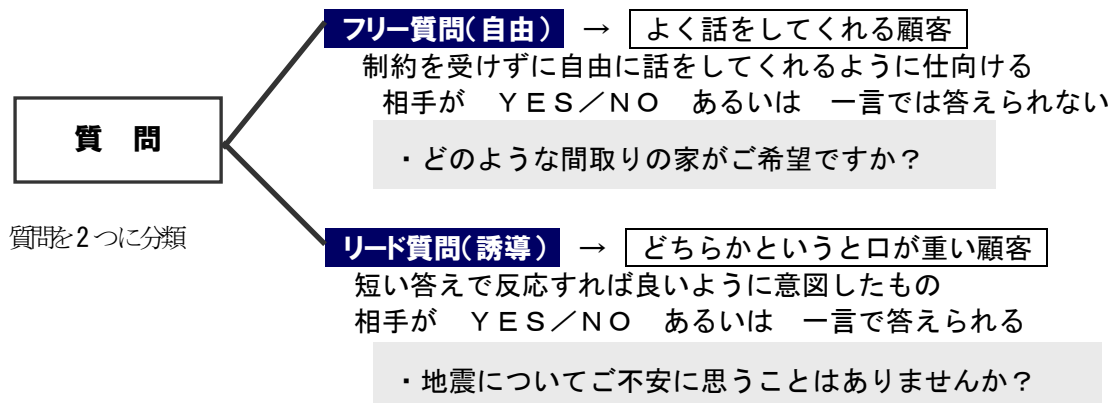 フリー質問(自由) → よく話をしてくれる顧客
制約を受けずに自由に話をしてくれるように仕向ける
相手が ＹＥＳ／ＮＯ あるいは 一言では答えられない
・どのような間取りの家がご希望ですか？
質 問
質問を2つに分類
リード質問(誘導) → どちらかというと口が重い顧客
短い答えで反応すれば良いように意図したもの
相手が ＹＥＳ／ＮＯ あるいは 一言で答えられる
・地震についてご不安に思うことはありませんか？